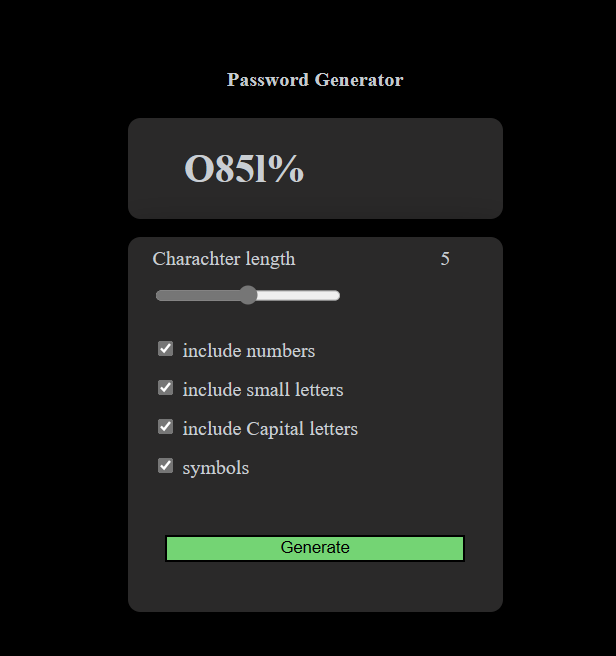 Password Generator
O85l%
Charachter length 5
include numbers
include small letters
include Capital letters
symbols
Generate